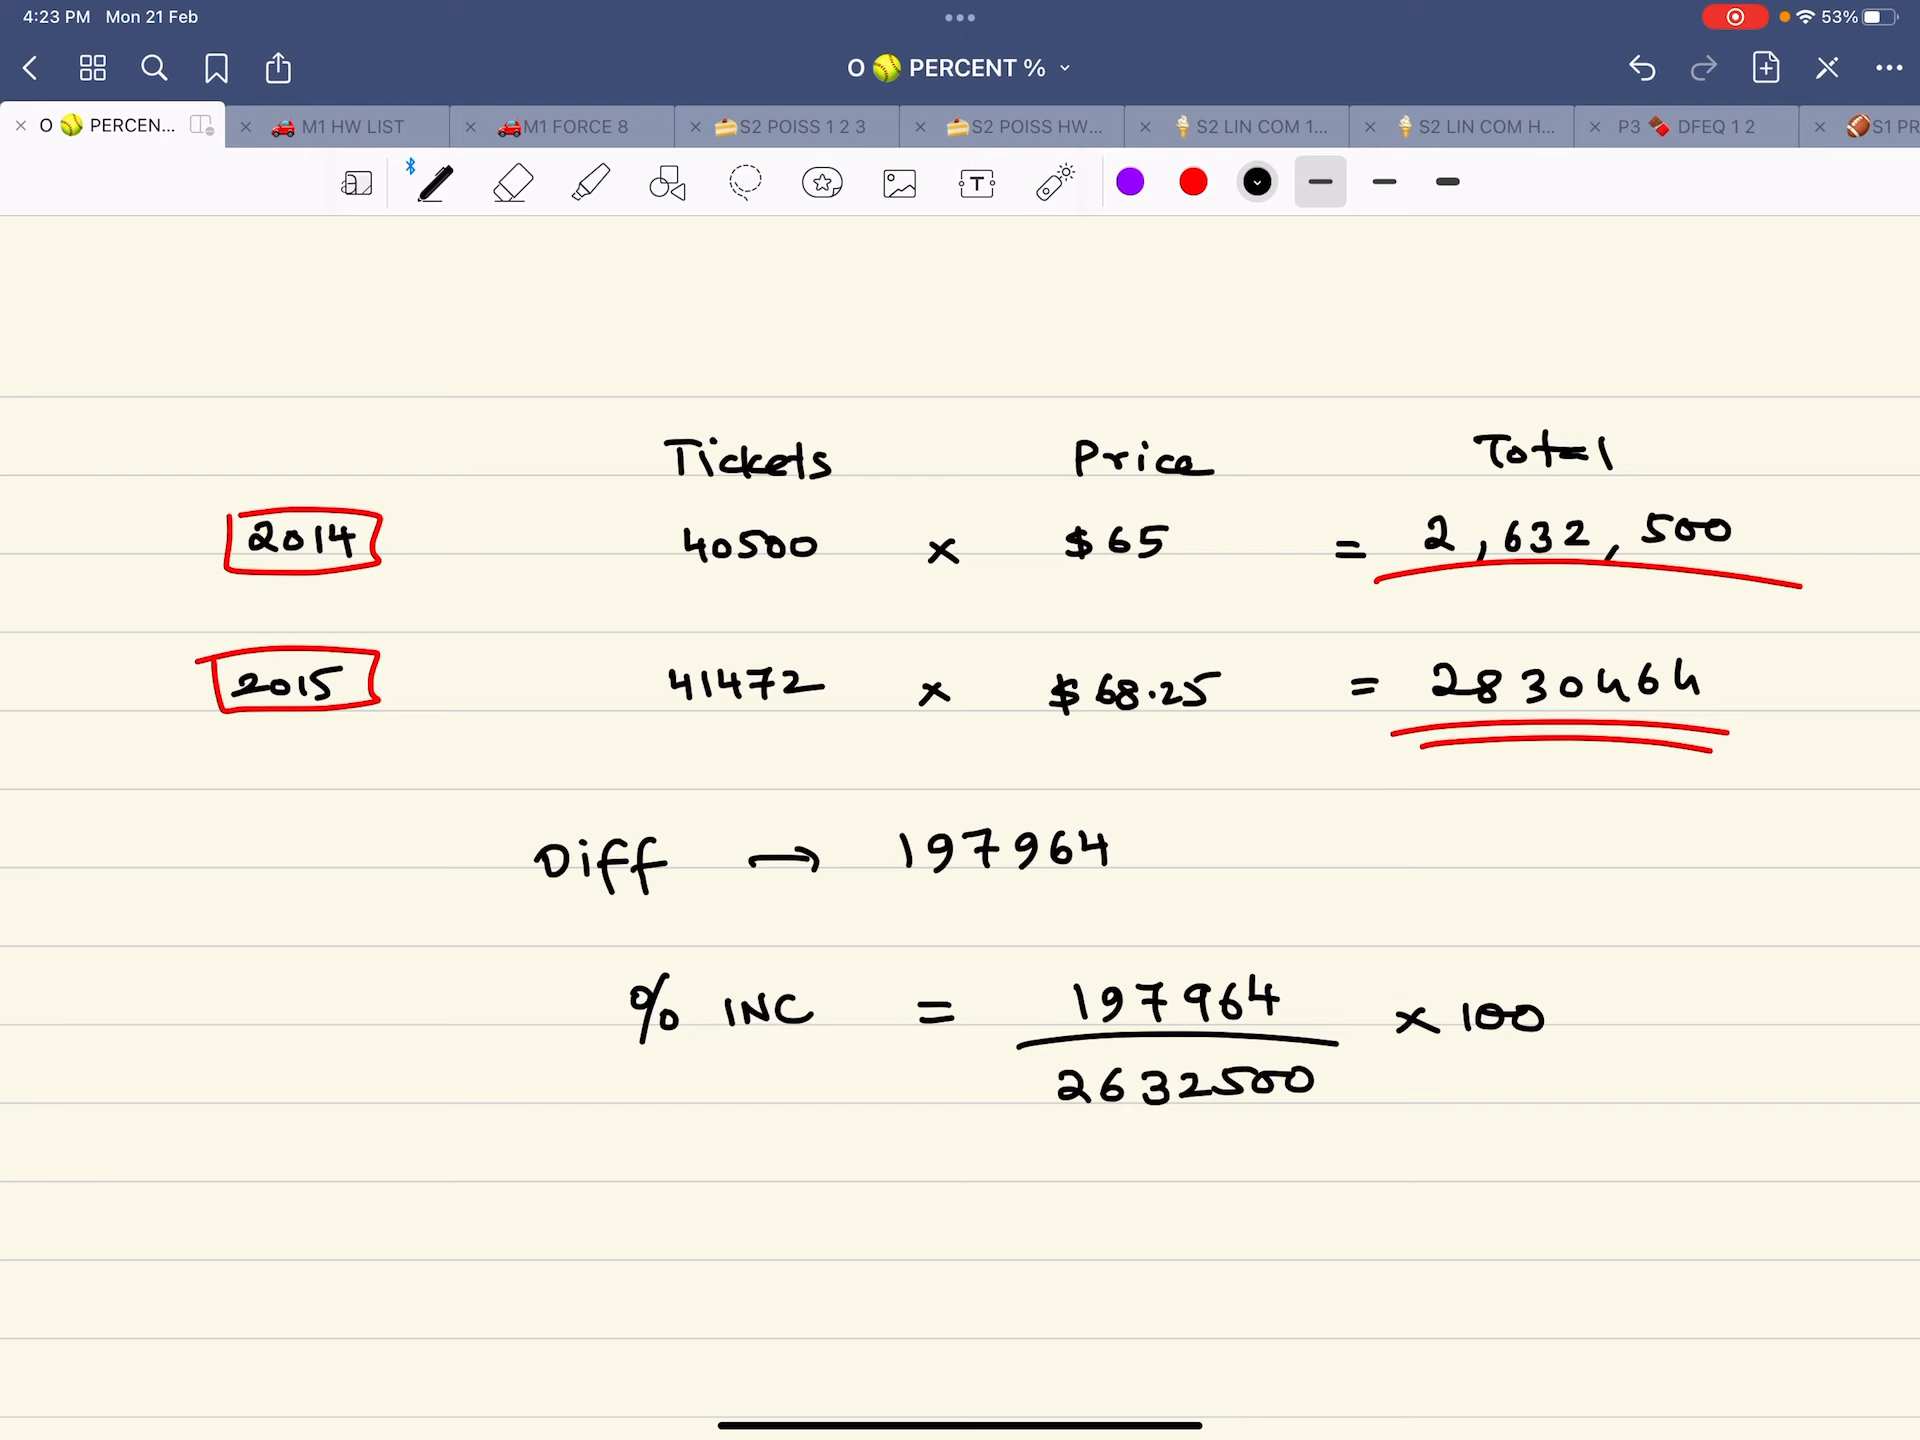 4:23 PM Mon 21 Feb
53%
O 🥎 PERCENT %
O 🥎 PERCEN... M1 HW LIST M1 FORCE 8 S2 POISS 1 2 3 S2 POISS HW... S2 LIN COM 1... S2 LIN COM H... P3 🍫 DFEQ 1 2 S1 PR
Tickets Price Total
2014 40500 × $65 = 2,632,500
2015 41472 × $68.25 = 2830464
Diff → 197964
% INC = 197964 × 100
2632500